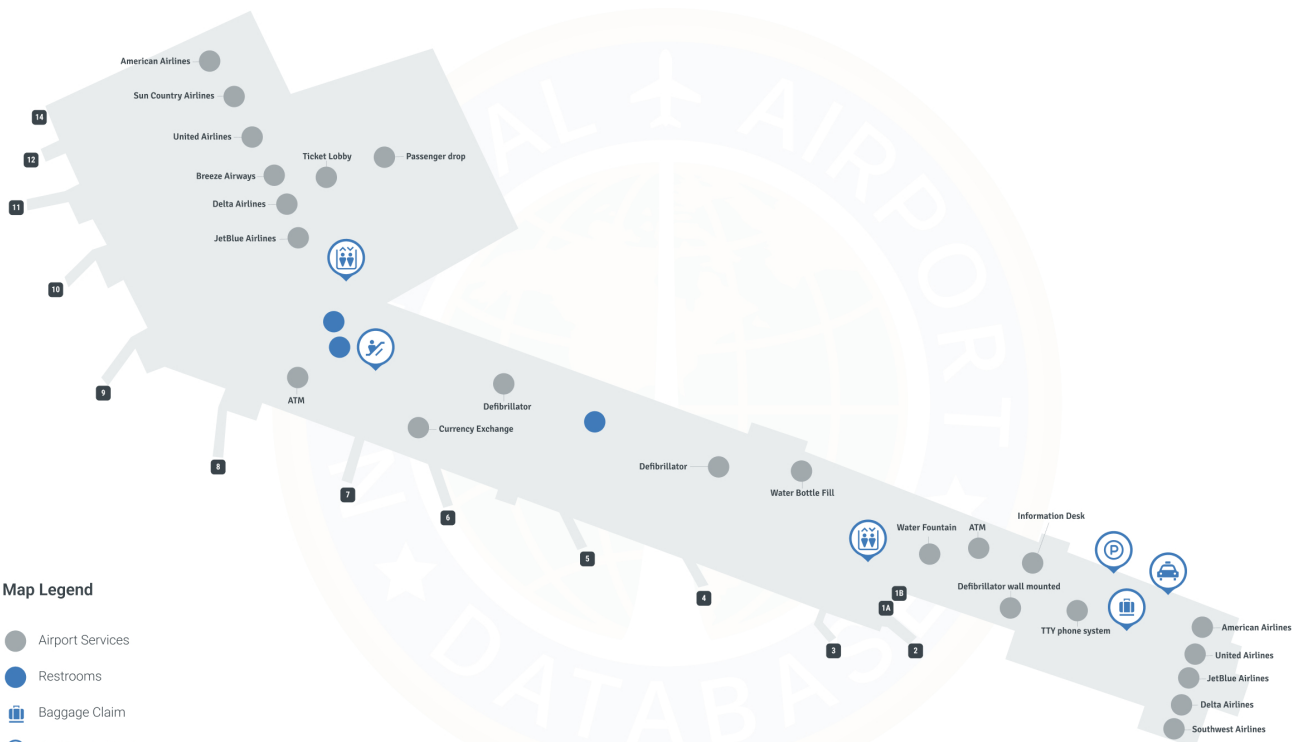 American Airlines
Sun Country Airlines
14
United Airlines
12
Ticket Lobby
Passenger drop
Breeze Airways
Delta Airlines
11
JetBlue Airlines
10
9
ATM
Defibrillator
Currency Exchange
8
7
6
5
4
Defibrillator
Water Bottle Fill
Information Desk
Water Fountain
ATM
P
Defibrillator wall mounted
1B
1A
TTY phone system
3
2
American Airlines
United Airlines
JetBlue Airlines
Delta Airlines
Southwest Airlines
Map Legend
Airport Services
Restrooms
Baggage Claim
AIRPORT
DATABASE